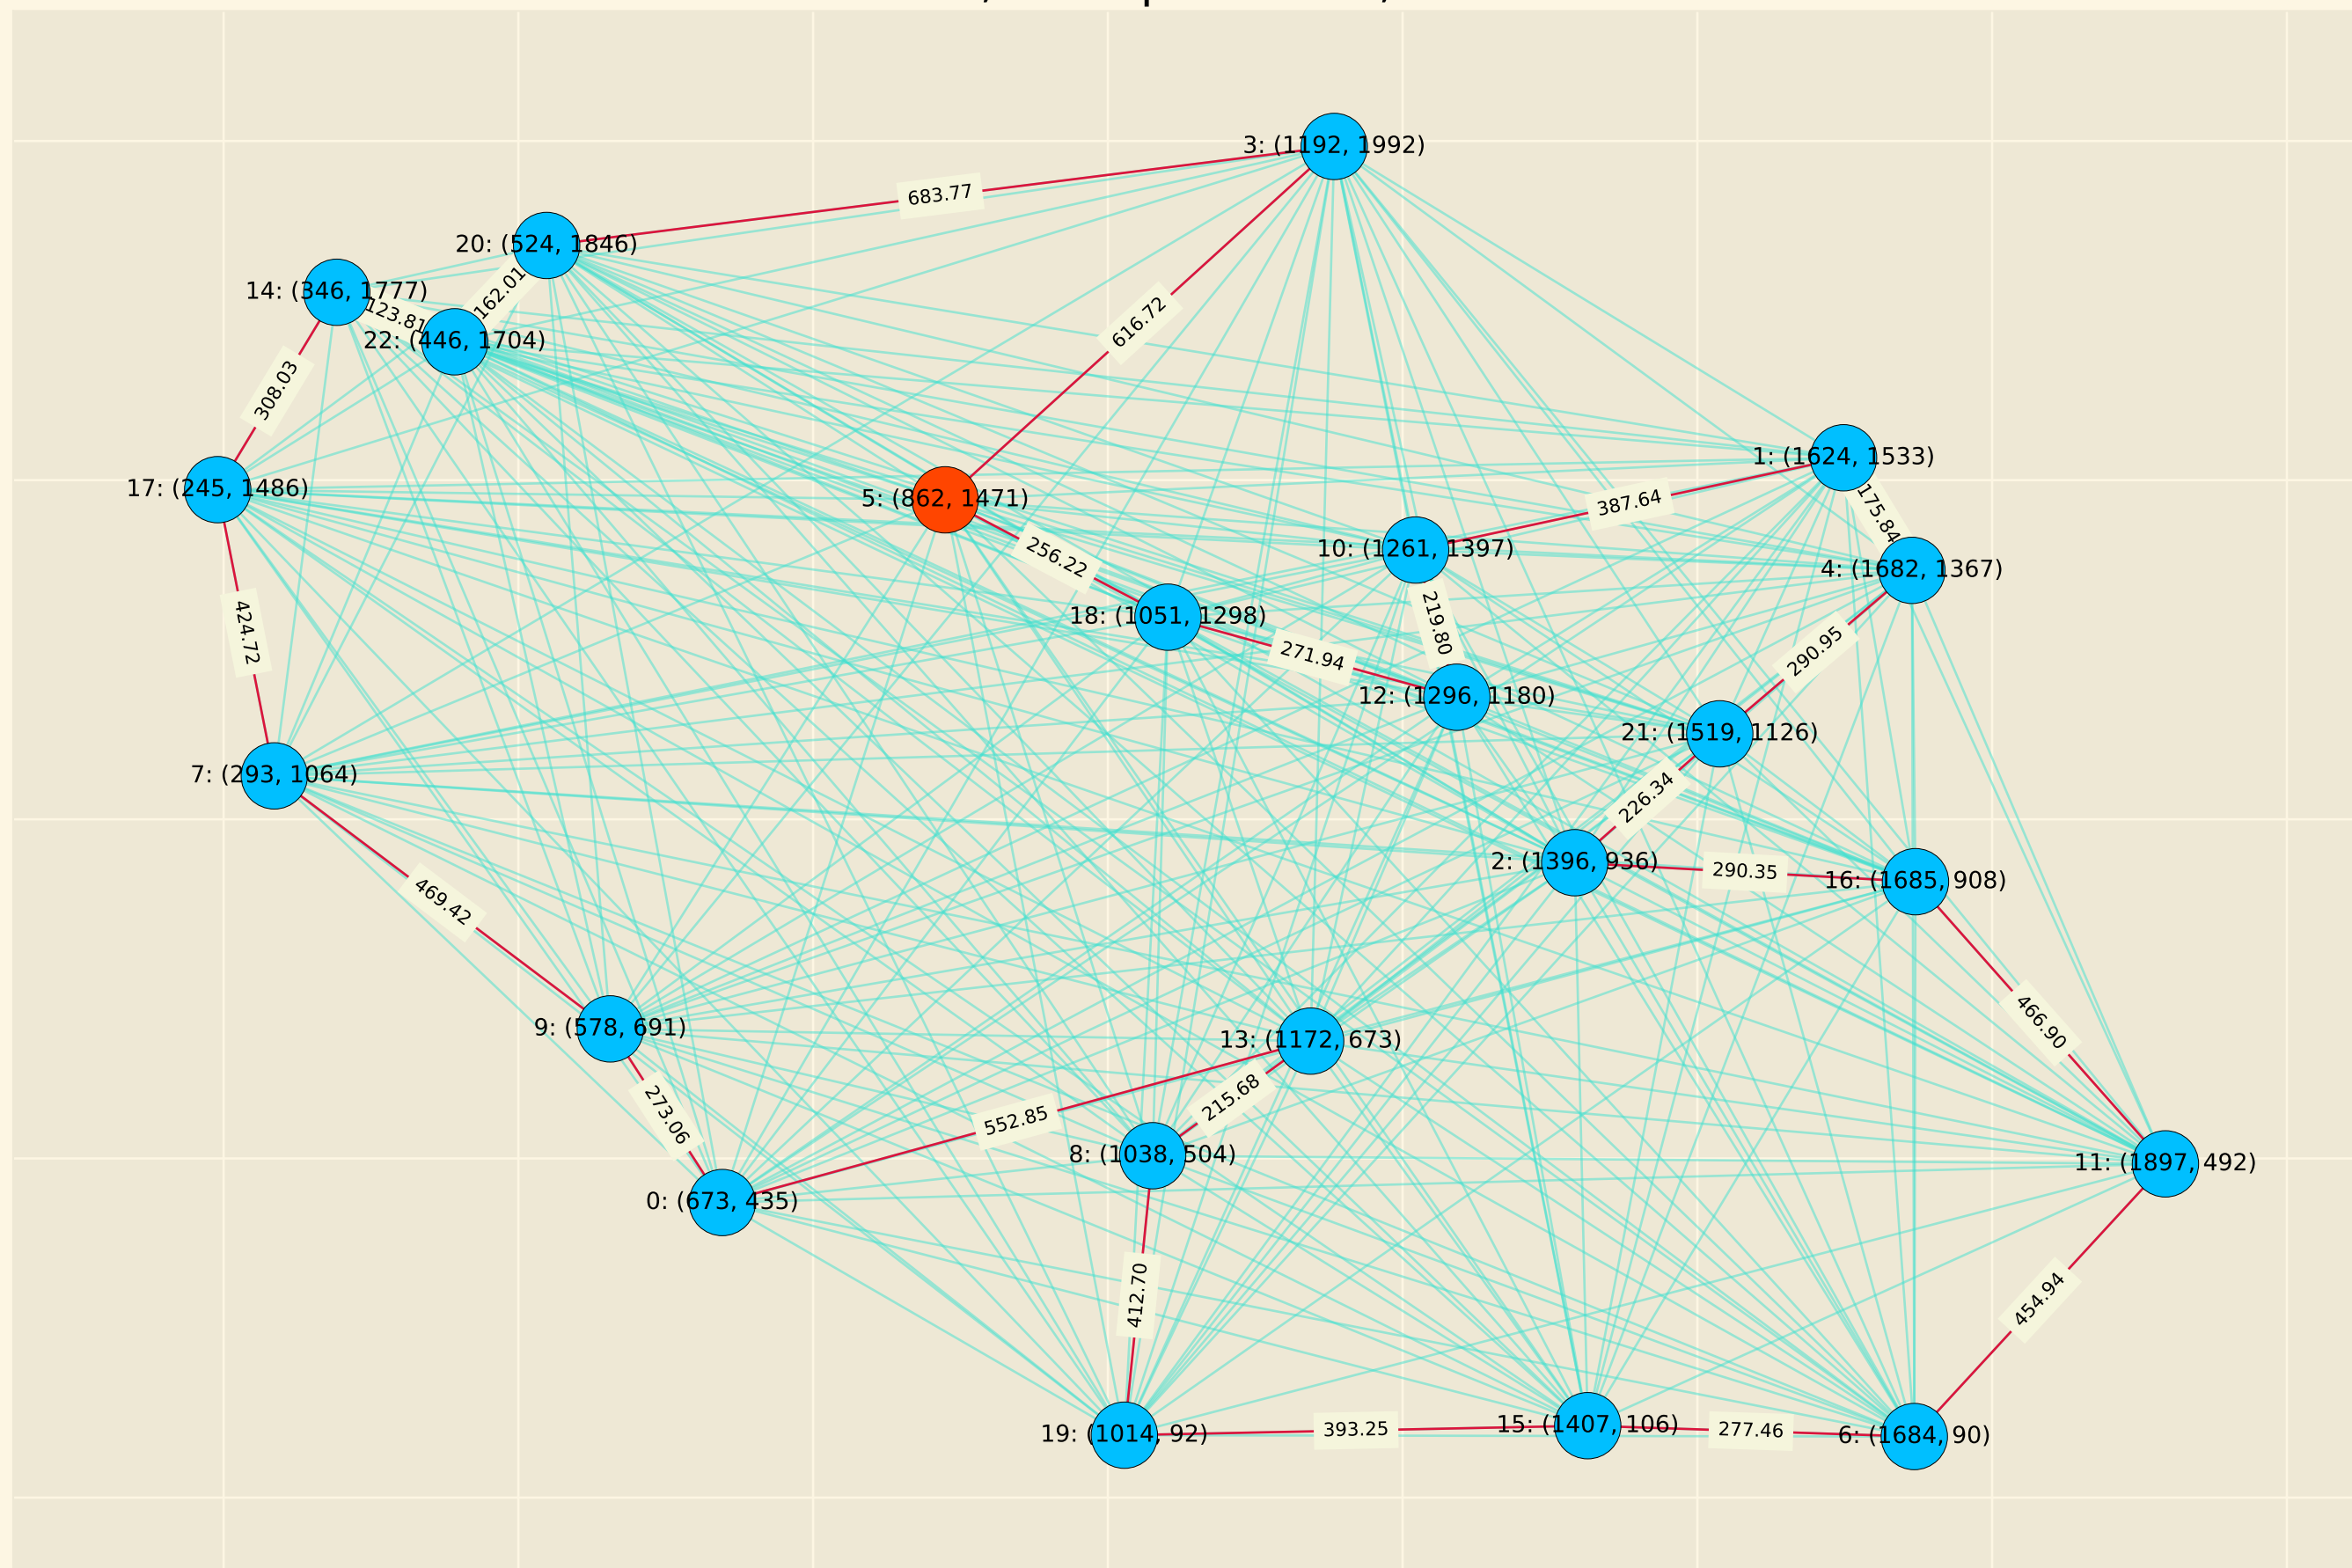 3: (1192, 1992)
683.77
20: (524, 1846)
162.01
14: (346, 1777)
123.81
22: (446, 1704)
616.72
308.03
1: (1624, 1533)
17: (245, 1486)
5: (862, 1471)
387.64
175.84
10: (1261, 1397)
256.22
4: (1682, 1367)
18: (1051, 1298)
219.80
424.72
271.94
290.95
12: (1296, 1180)
21: (1519, 1126)
7: (293, 1064)
226.34
2: (1396, 936)
290.35
16: (1685, 908)
469.42
466.90
9: (578, 691)
13: (1172, 673)
215.68
273.06
552.85
8: (1038, 504)
11: (1897, 492)
0: (673, 435)
412.70
454.94
19: (1014, 92)
393.25
15: (1407, 106)
277.46
6: (1684, 90)